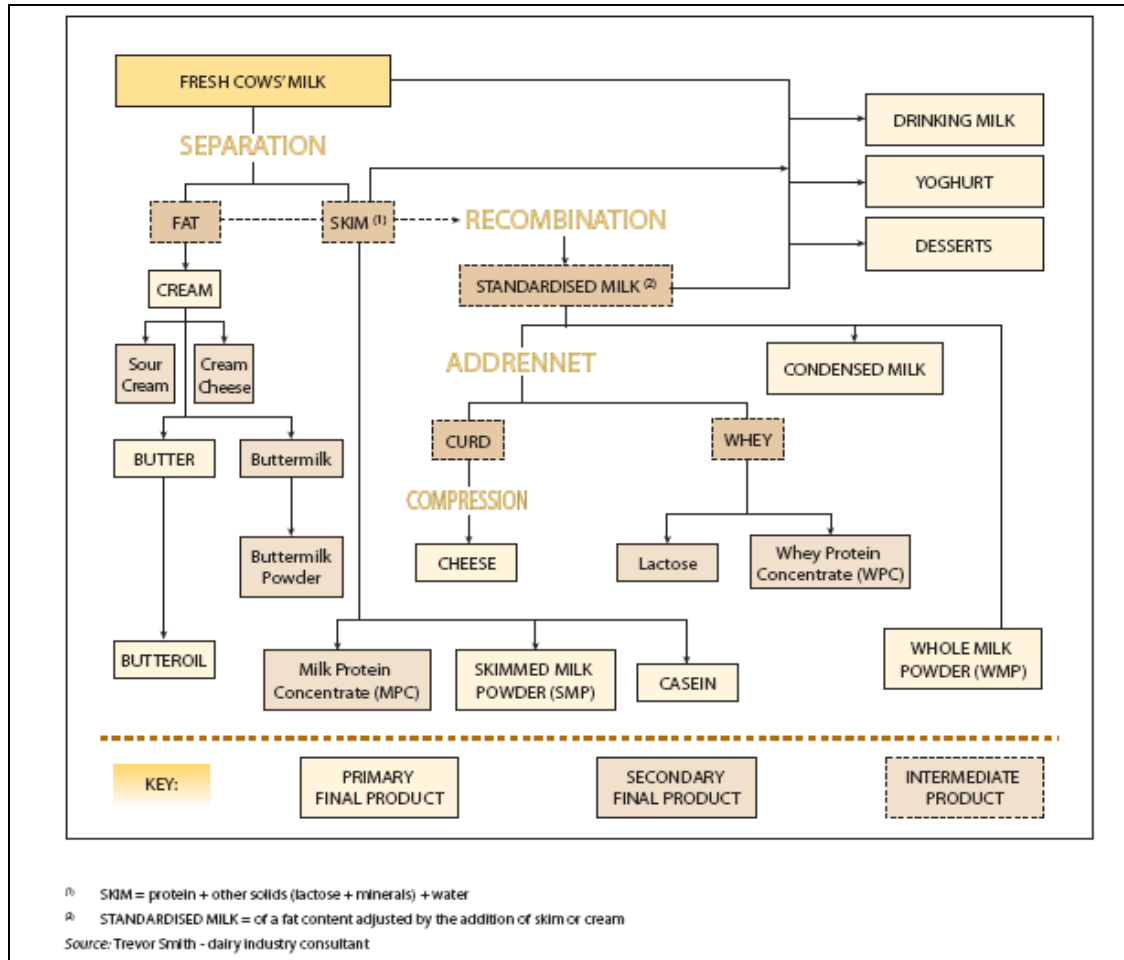 FRESH COWS' MILK
SEPARATION
DRINKING MILK
YOGHURT
DESSERTS
FAT
SKIM (1)
RECOMBINATION
STANDARDISED MILK (2)
CREAM
Sour
Cream
Cream
Cheese
ADDRENNET
CONDENSED MILK
BUTTER
Buttermilk
CURD
WHEY
COMPRESSION
Buttermilk
Powder
CHEESE
Lactose
Whey Protein
Concentrate (WPC)
BUTTEROIL
Milk Protein
Concentrate (MPC)
SKIMMED MILK
POWDER (SMP)
CASEIN
WHOLE MILK
POWDER (WMP)
KEY:
PRIMARY
FINAL PRODUCT
SECONDARY
FINAL PRODUCT
INTERMEDIATE
PRODUCT
(1) SKIM = protein + other solids (lactose + minerals) + water
(2) STANDARDISED MILK = of a fat content adjusted by the addition of skim or cream
Source: Trevor Smith - dairy industry consultant